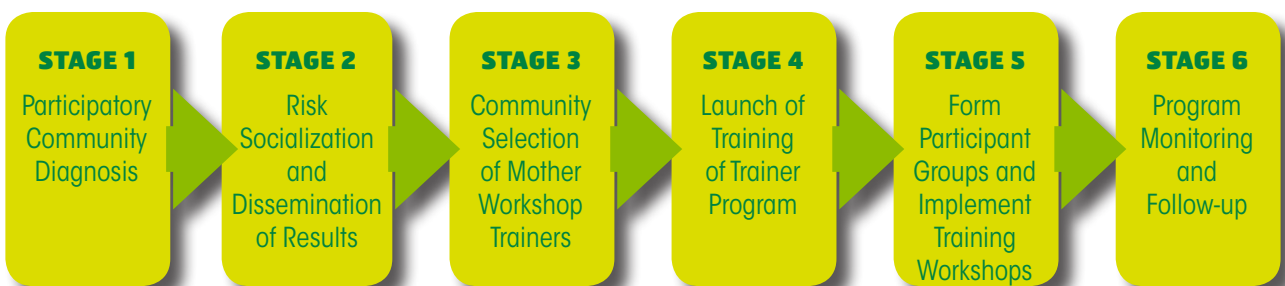 STAGE 1
Participatory
Community
Diagnosis
STAGE 2
Risk
Socialization
and
Dissemination
of Results
STAGE 3
Community
Selection
of Mother
Workshop
Trainers
STAGE 4
Launch of
Training
of Trainer
Program
STAGE 5
Form
Participant
Groups and
Implement
Training
Workshops
STAGE 6
Program
Monitoring
and
Follow-up